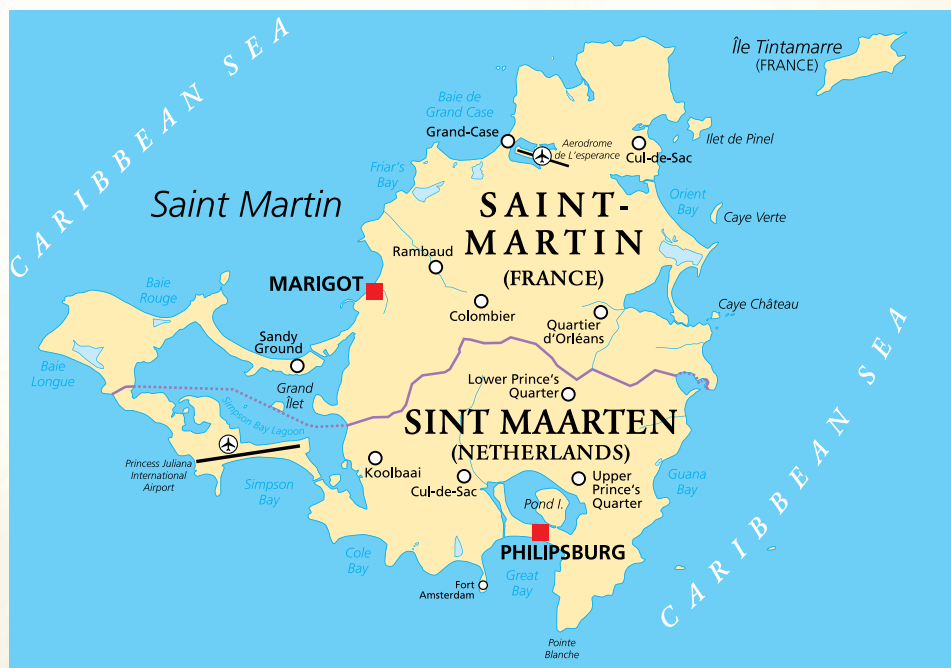 CARIBBEAN SEA
Île Tintamarre
(FRANCE)
Baie de
Grand Case
Grand-Case
Aerodrome
de L'esperance
Cul-de-Sac
Ilet de Pinel
Friar's
Bay
Orient
Bay
Caye Verte
Saint Martin
SAINT-
MARTIN
(FRANCE)
Rambaud
MARIGOT
Baie
Rouge
Colombier
Quartier
d'Orléans
Caye Château
Sandy
Ground
Baie
Longue
Grand
Îlet
Lower Prince's
Quarter
Simpson Bay Lagoon
SINT MAARTEN
(NETHERLANDS)
CARIBBEAN SEA
Princess Juliana
International
Airport
Simpson
Bay
Koolbaai
Cul-de-Sac
Pond I.
Upper
Prince's
Quarter
Guana
Bay
PHILIPSBURG
Cole
Bay
Fort
Amsterdam
Great
Bay
Pointe
Blanche